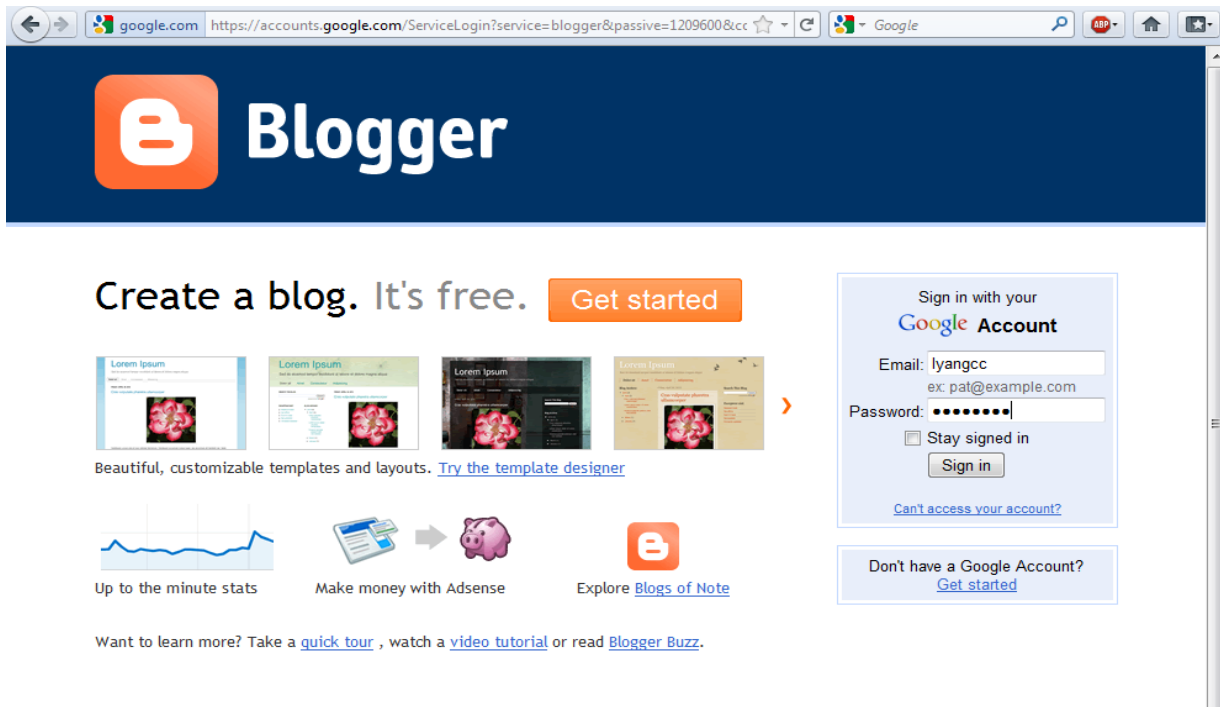 google.com https://accounts.google.com/ServiceLogin?service=blogger&passive=1209600&cc Google ABP
Blogger
Create a blog. It's free. Get started
Lorem Ipsum
Lorem Ipsum
Lorem Ipsum
Lorem Ipsum
Beautiful, customizable templates and layouts. Try the template designer
Up to the minute stats
Make money with Adsense
Explore Blogs of Note
Want to learn more? Take a quick tour , watch a video tutorial or read Blogger Buzz.
Sign in with your
Google Account
Email: lyangcc
ex: pat@example.com
Password: ●●●●●●●●
Stay signed in
Sign in
Can't access your account?
Don't have a Google Account?
Get started